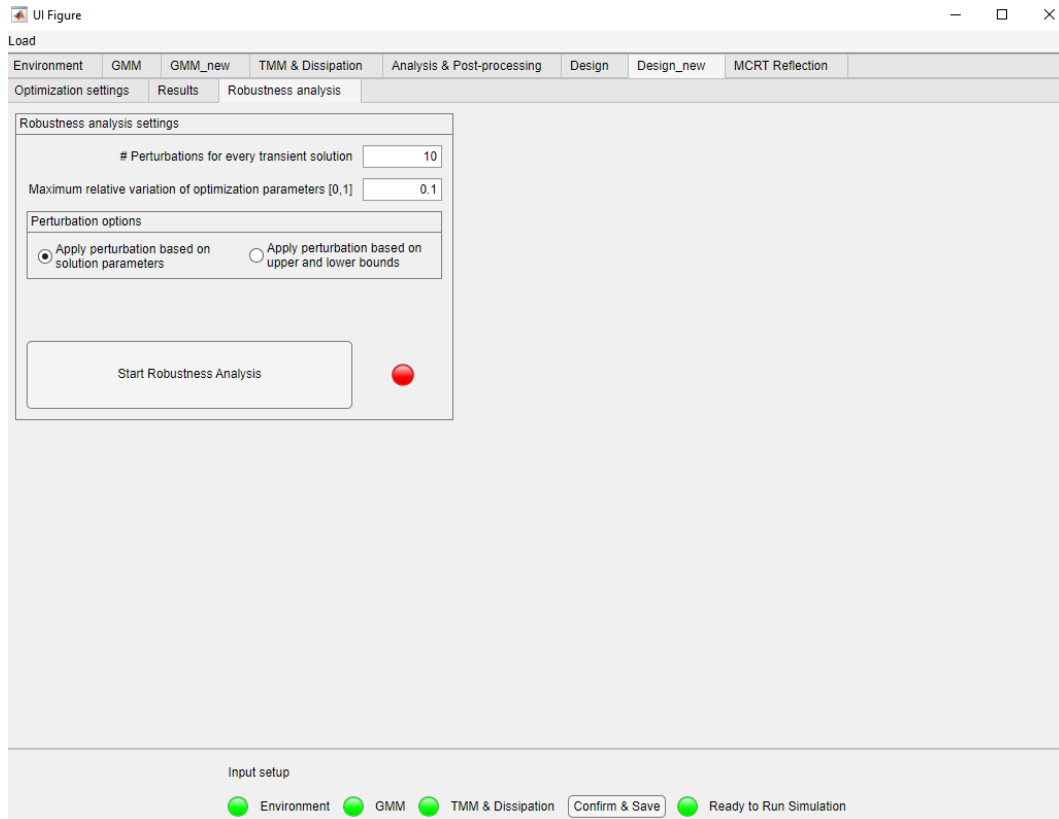 UI Figure
Load
Environment GMM GMM_new TMM & Dissipation Analysis & Post-processing Design Design_new MCRT Reflection
Optimization settings Results Robustness analysis
Robustness analysis settings
# Perturbations for every transient solution 10
Maximum relative variation of optimization parameters [0,1] 0.1
Perturbation options
Apply perturbation based on
solution parameters
Apply perturbation based on
upper and lower bounds
Start Robustness Analysis
Input setup
Environment GMM TMM & Dissipation Confirm & Save Ready to Run Simulation